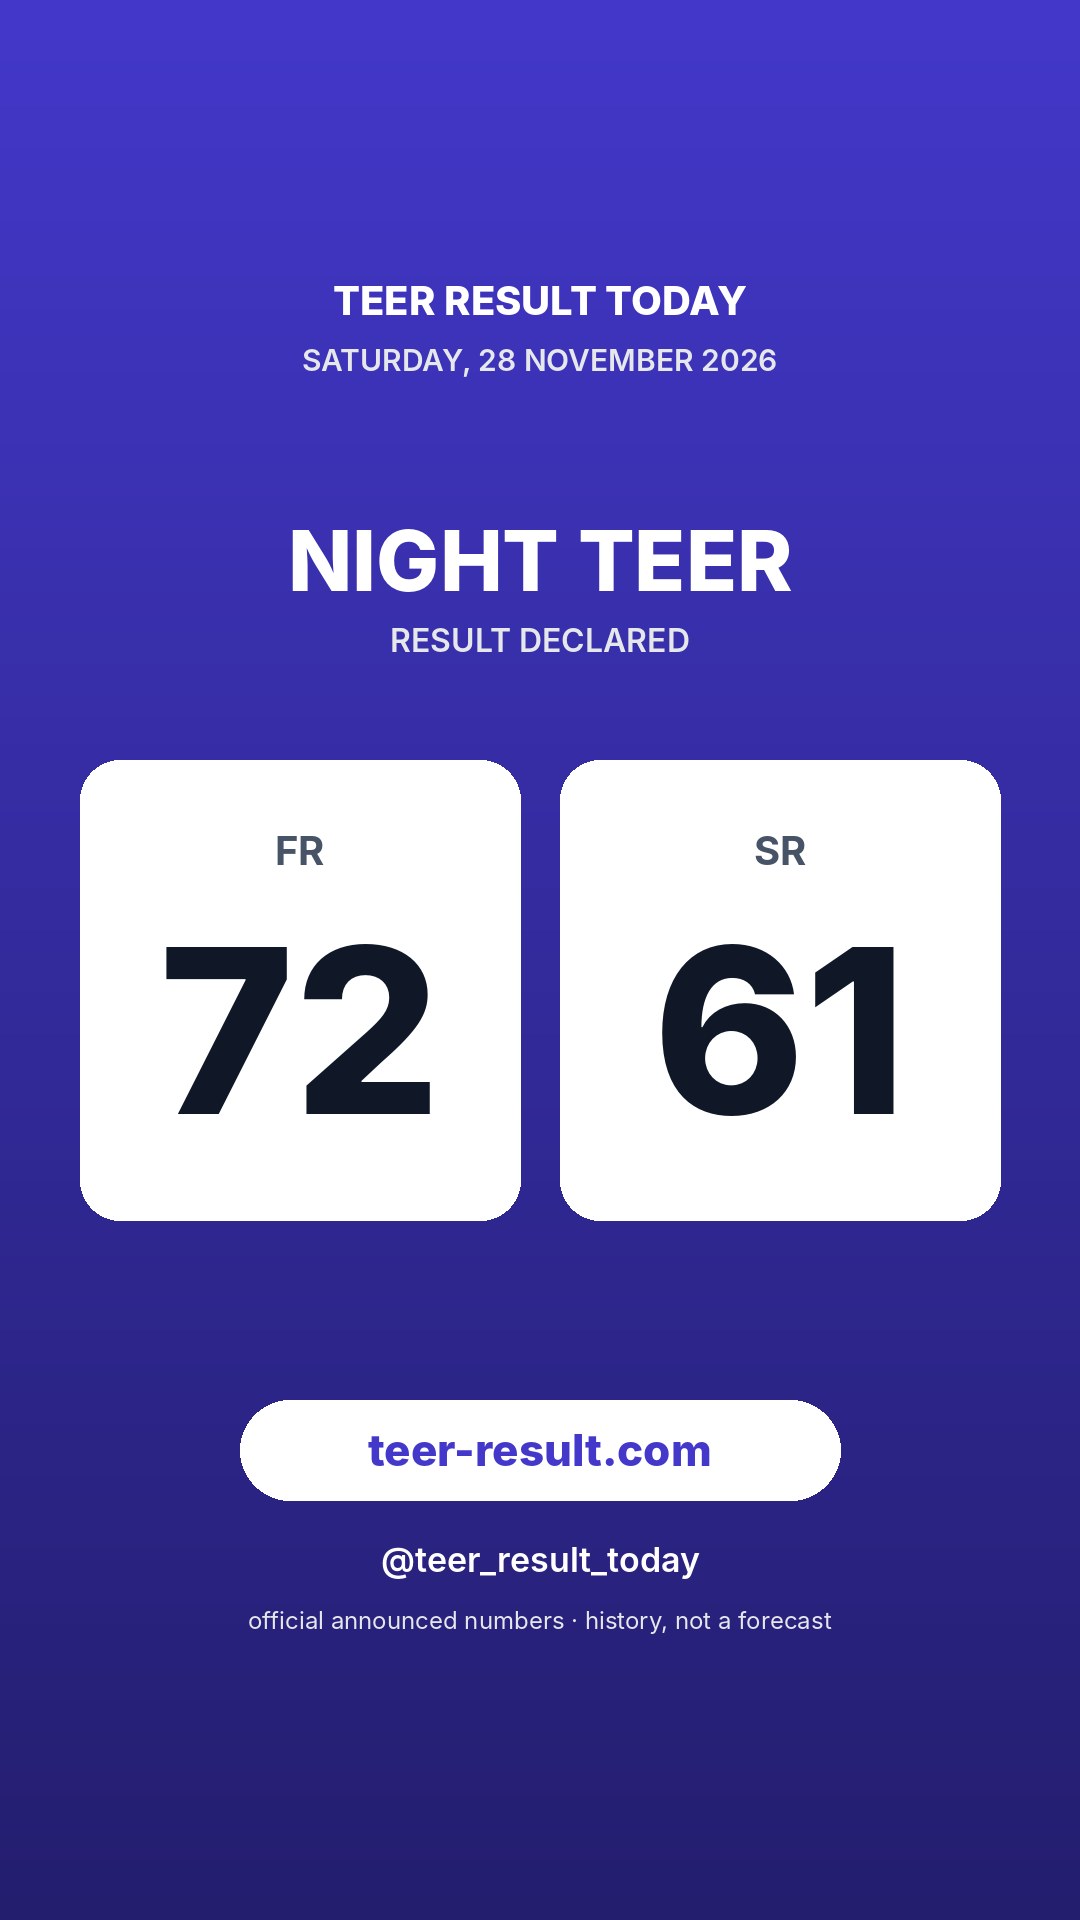 TEER RESULT TODAY
SATURDAY, 28 NOVEMBER 2026
NIGHT TEER
RESULT DECLARED
FR
72
SR
61
teer-result.com
@teer_result_today
official announced numbers · history, not a forecast